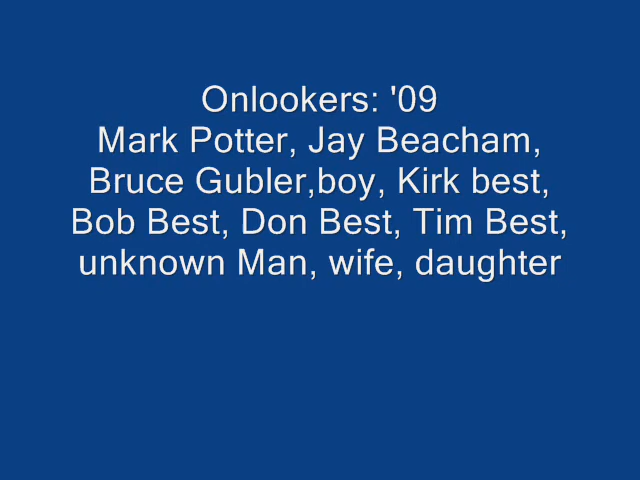 Onlookers: '09
Mark Potter, Jay Beacham,
Bruce Gubler,boy, Kirk best,
Bob Best, Don Best, Tim Best,
unknown Man, wife, daughter